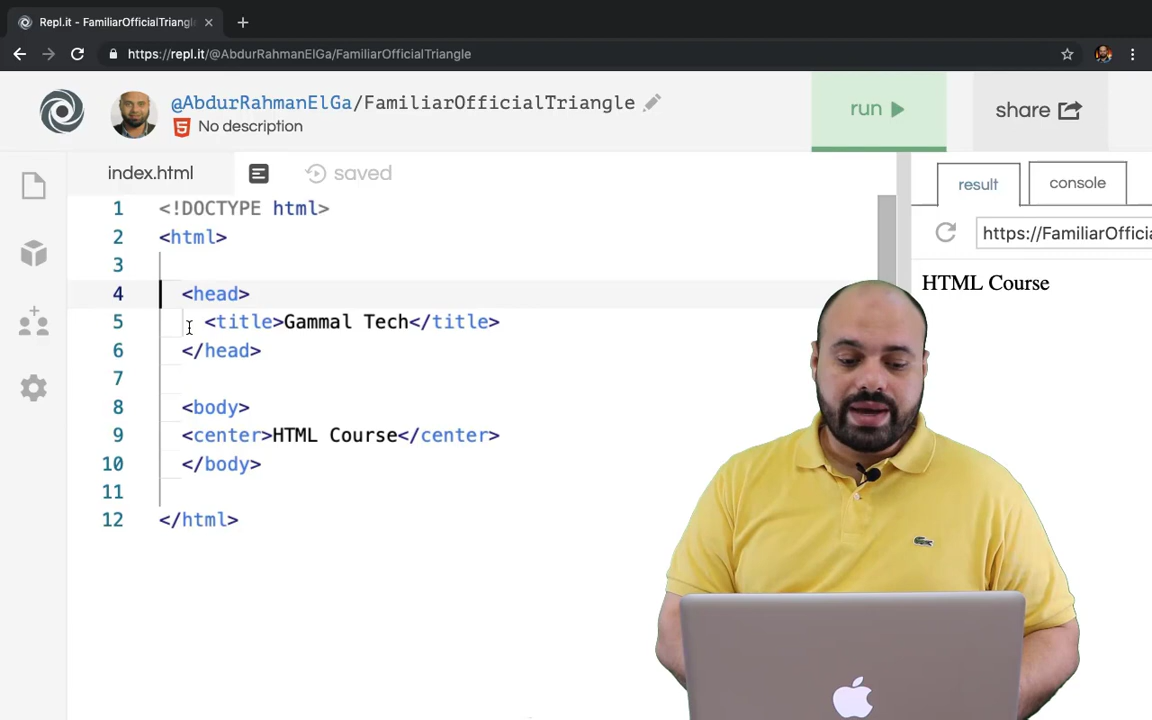 Repl.it - FamiliarOfficialTriangle
https://repl.it/@AbdurRahmanElGa/FamiliarOfficialTriangle
@AbdurRahmanElGa/FamiliarOfficialTriangle
No description
run
share
index.html
saved
result
console
https://FamiliarOffici
1 <!DOCTYPE html>
2 <html>
3
4 <head>
5 <title>Gammal Tech</title>
6 </head>
7
8 <body>
9 <center>HTML Course</center>
10 </body>
11
12 </html>
HTML Course